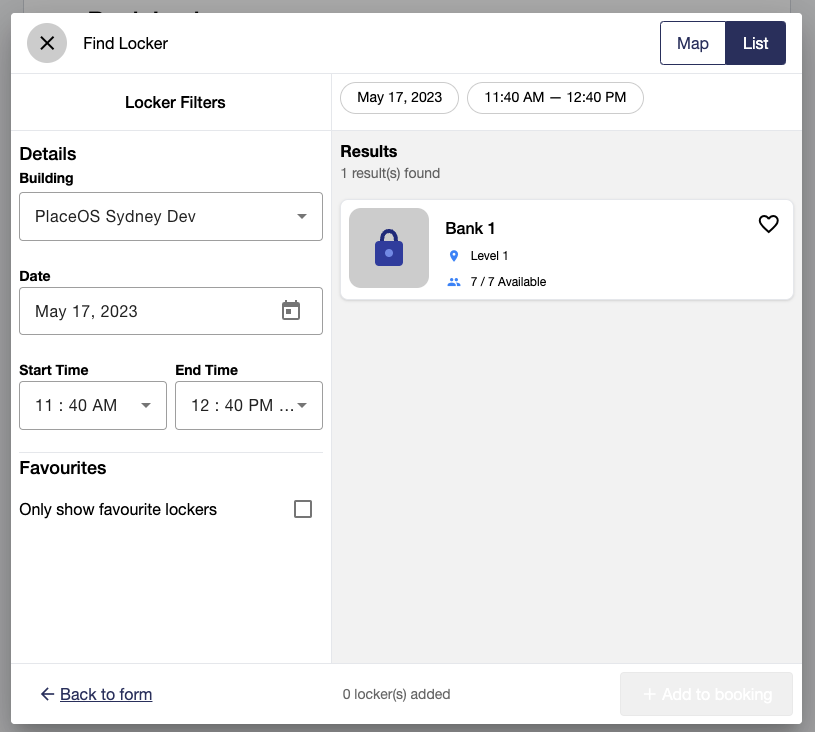 Find Locker
Map
List
Locker Filters
May 17, 2023
11:40 AM — 12:40 PM
Details
Building
PlaceOS Sydney Dev
Date
May 17, 2023
Start Time
End Time
11 : 40 AM
12 : 40 PM ...
Favourites
Only show favourite lockers
Results
1 result(s) found
Bank 1
Level 1
7 / 7 Available
Back to form
0 locker(s) added
+ Add to booking